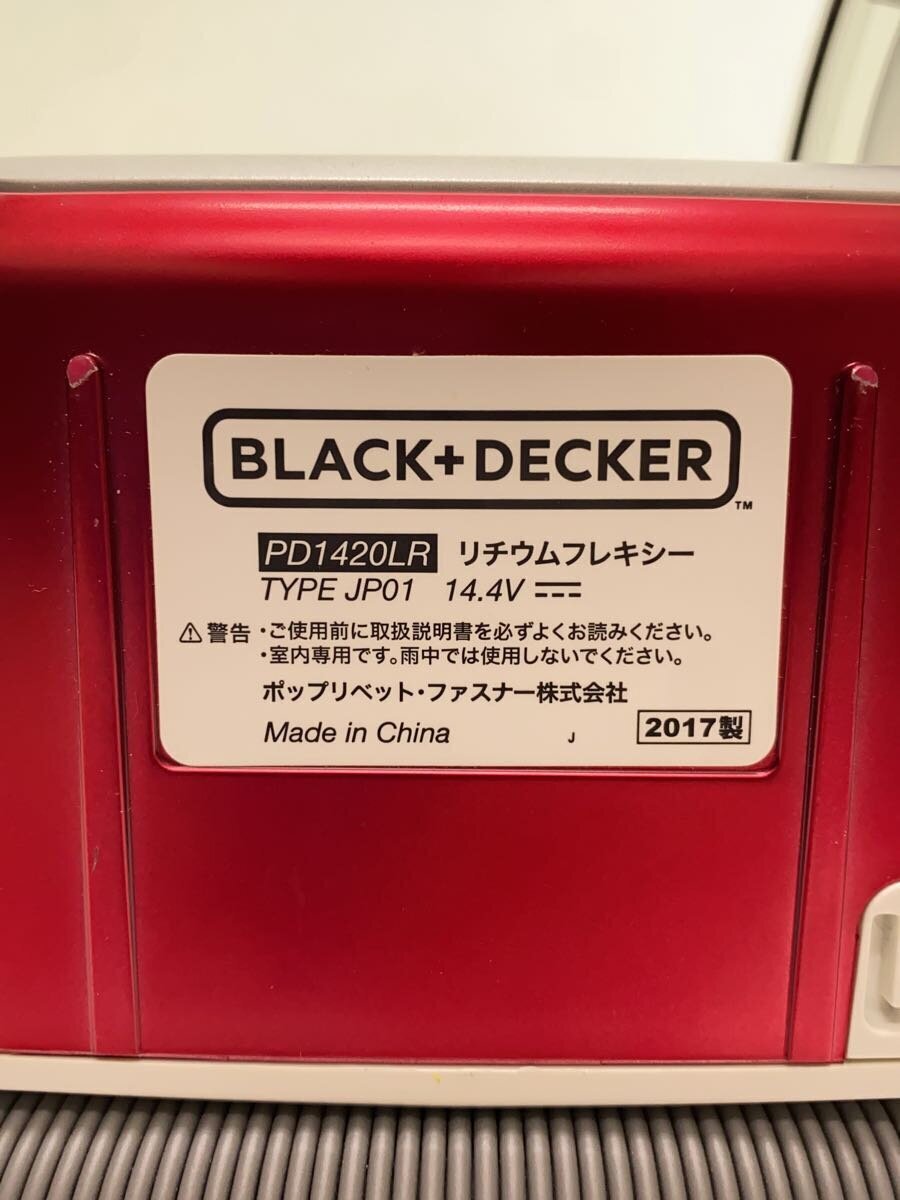 BLACK+DECKER
TM
PD1420LR リチウムフレキシー
TYPE JP01 14.4V ⎓
⚠警告・ご使用前に取扱説明書を必ずよくお読みください。
・室内専用です。雨中では使用しないでください。
ポップリベット・ファスナー株式会社
Made in China J 2017製